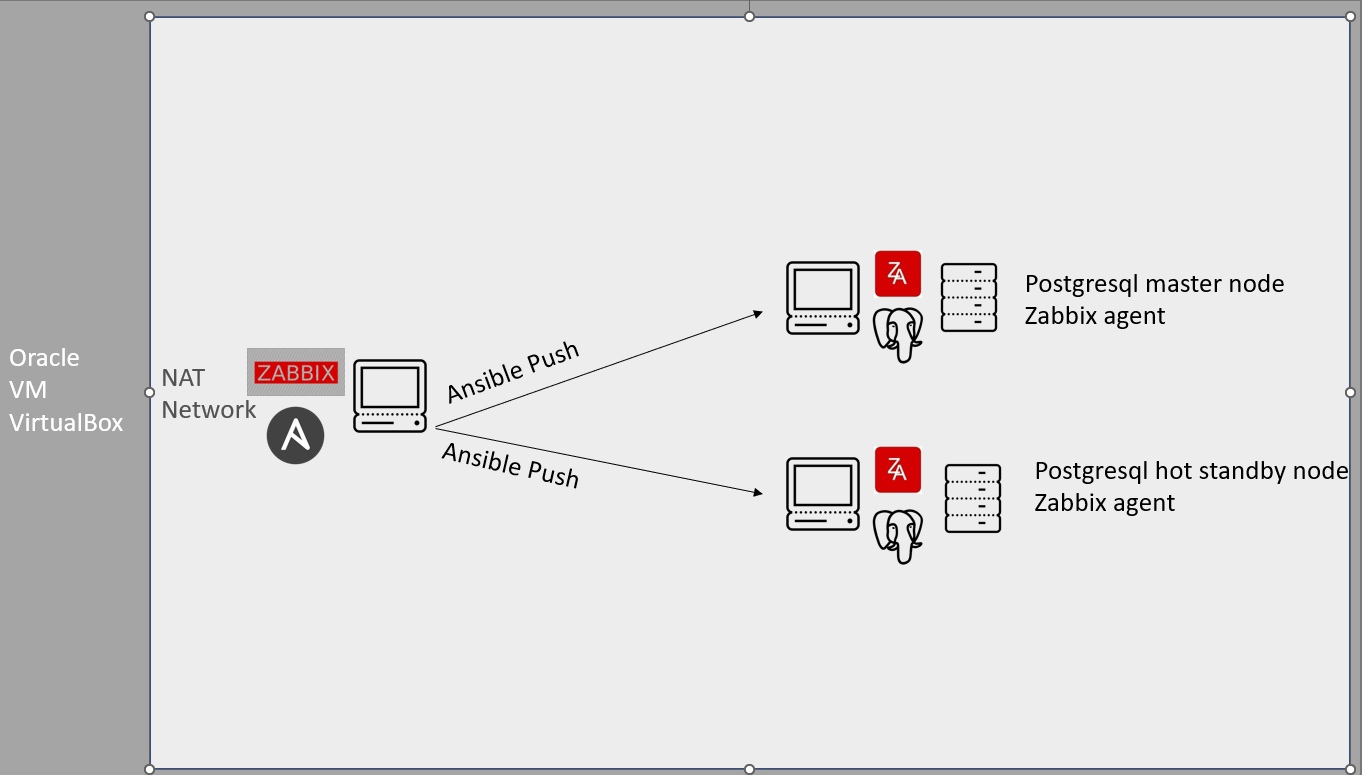 Oracle
VM
VirtualBox
NAT
Network
ZABBIX
Ansible Push
Ansible Push
ZA
Postgresql master node
Zabbix agent
ZA
Postgresql hot standby node
Zabbix agent